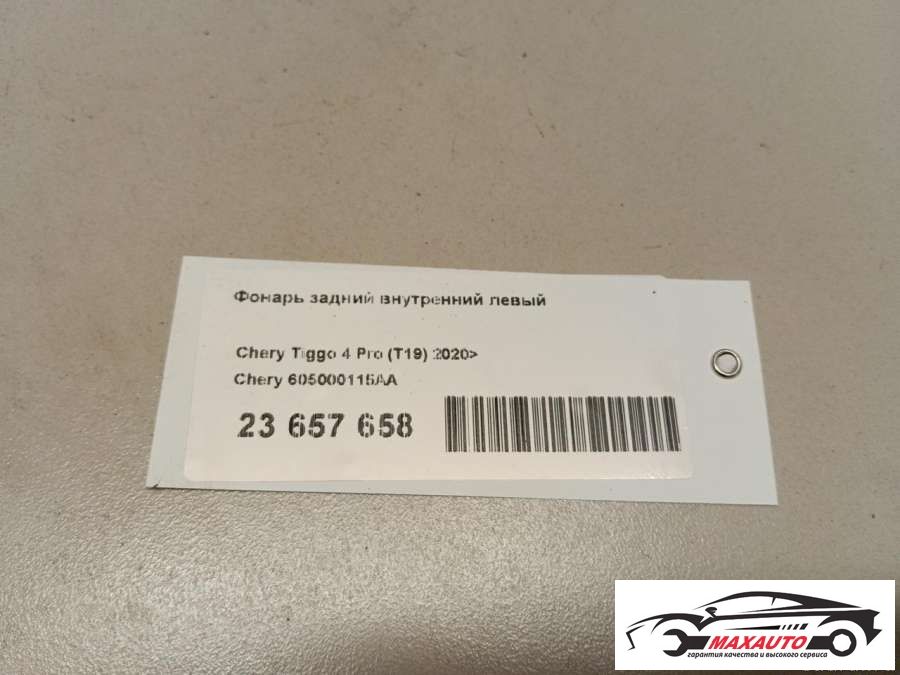 Фонарь задний внутренний левый
Chery Tiggo 4 Pro (T19) 2020>
Chery 605000115AA
23 657 658
MAXAUTO
гарантия качества и высокого сервиса